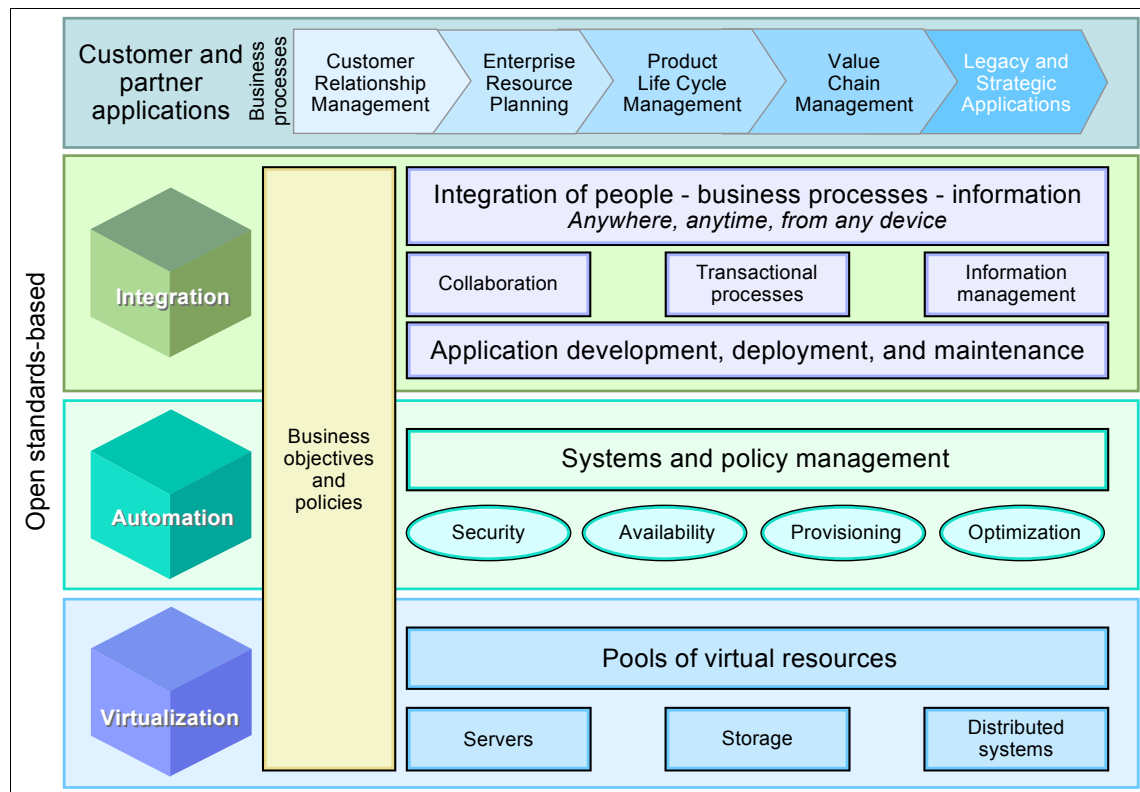 Customer and
partner
applications
Business
processes
Customer
Relationship
Management
Enterprise
Resource
Planning
Product
Life Cycle
Management
Value
Chain
Management
Legacy and
Strategic
Applications
Open standards-based
Integration
Business
objectives
and
policies
Integration of people - business processes - information
Anywhere, anytime, from any device
Collaboration
Transactional
processes
Information
management
Application development, deployment, and maintenance
Automation
Systems and policy management
Security
Availability
Provisioning
Optimization
Virtualization
Pools of virtual resources
Servers
Storage
Distributed
systems